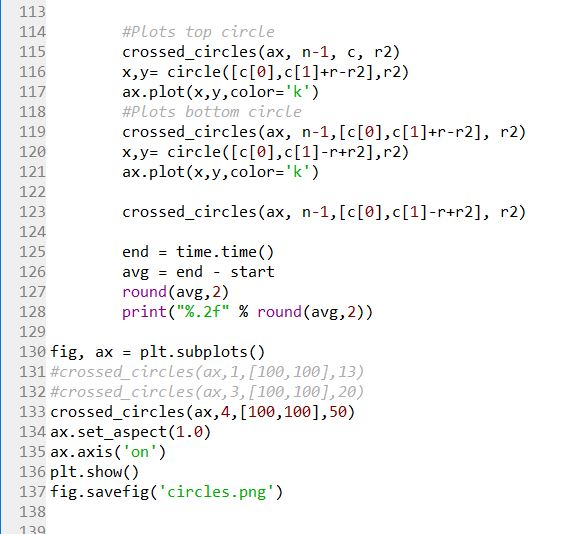 113
114 #Plots top circle
115 crossed_circles(ax, n-1, c, r2)
116 x,y= circle([c[0],c[1]+r-r2],r2)
117 ax.plot(x,y,color='k')
118 #Plots bottom circle
119 crossed_circles(ax, n-1,[c[0],c[1]+r-r2], r2)
120 x,y= circle([c[0],c[1]-r+r2],r2)
121 ax.plot(x,y,color='k')
122
123 crossed_circles(ax, n-1,[c[0],c[1]-r+r2], r2)
124
125 end = time.time()
126 avg = end - start
127 round(avg,2)
128 print("%.2f" % round(avg,2))
129
130 fig, ax = plt.subplots()
131 #crossed_circles(ax,1,[100,100],13)
132 #crossed_circles(ax,3,[100,100],20)
133 crossed_circles(ax,4,[100,100],50)
134 ax.set_aspect(1.0)
135 ax.axis('on')
136 plt.show()
137 fig.savefig('circles.png')
138
139